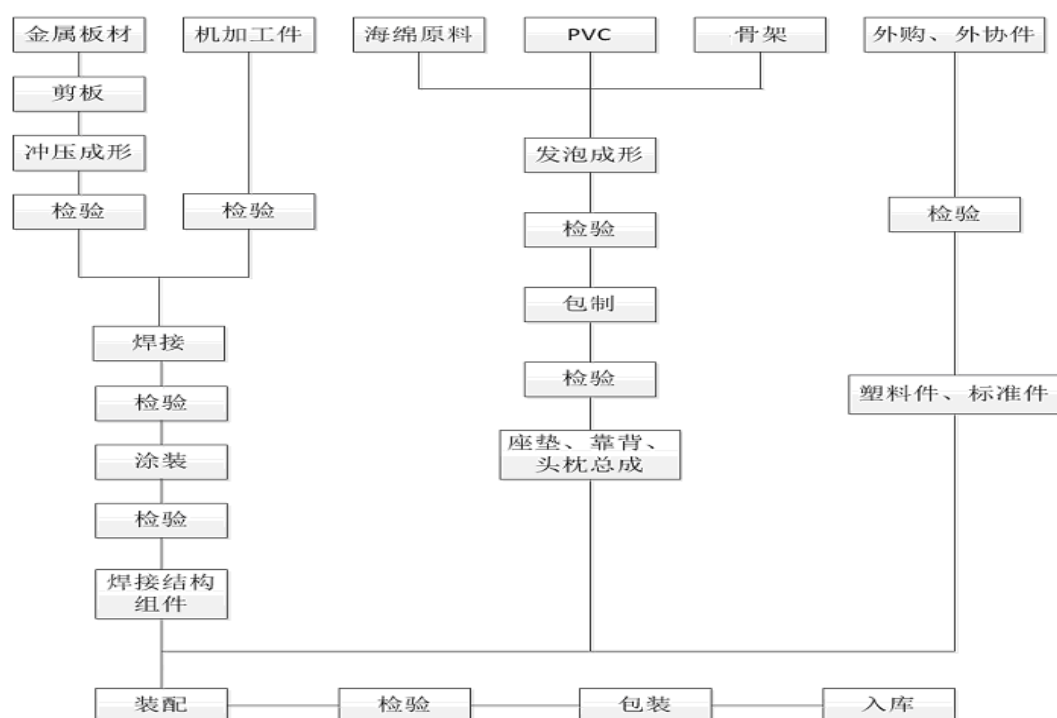 金属板材
机加工件
海绵原料
PVC
骨架
外购、外协件
剪板
冲压成形
发泡成形
检验
检验
检验
检验
包制
焊接
检验
塑料件、标准件
检验
座垫、靠背、
头枕总成
涂装
检验
焊接结构
组件
装配
检验
包装
入库